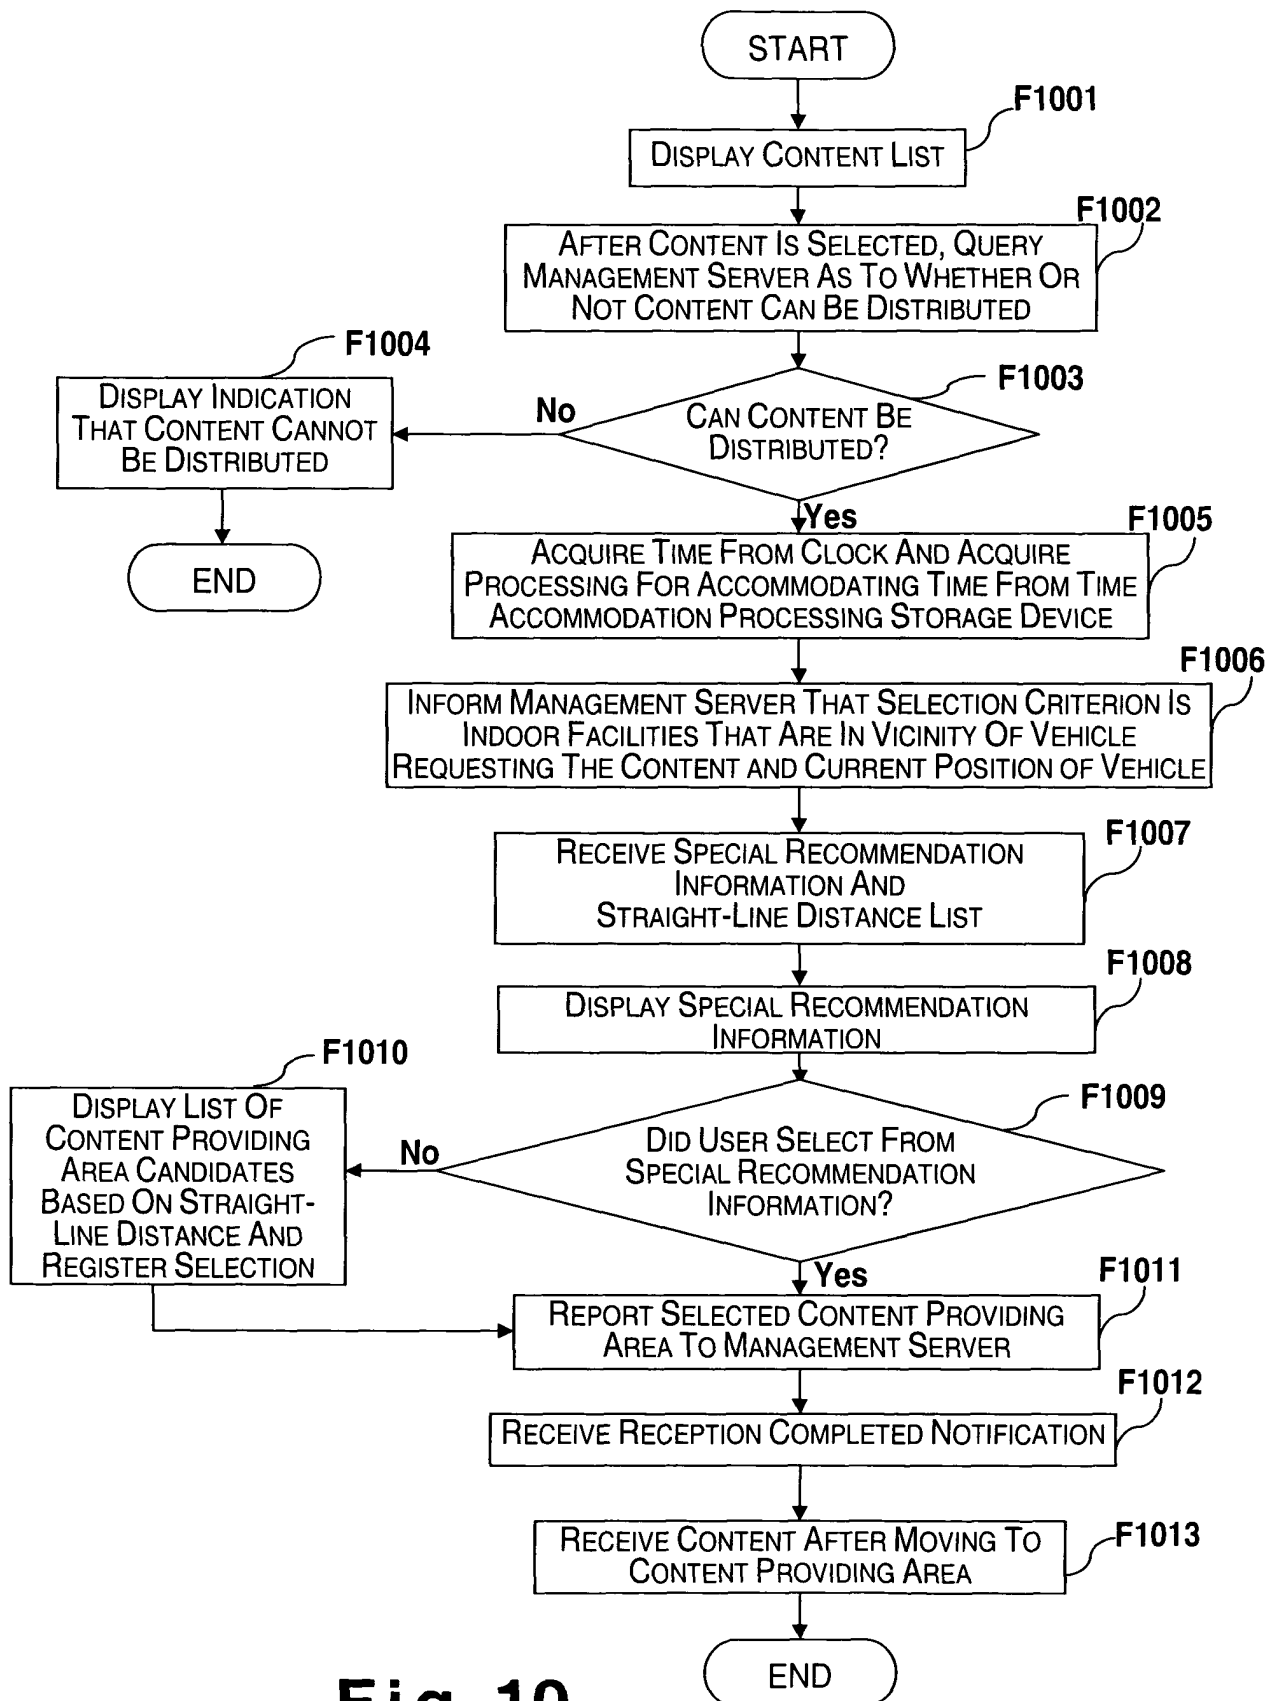 START
F1001
DISPLAY CONTENT LIST
F1002
AFTER CONTENT IS SELECTED, QUERY
MANAGEMENT SERVER AS TO WHETHER OR
NOT CONTENT CAN BE DISTRIBUTED
F1004
DISPLAY INDICATION
THAT CONTENT CANNOT
BE DISTRIBUTED
END
F1003
No
CAN CONTENT BE
DISTRIBUTED?
Yes
F1005
ACQUIRE TIME FROM CLOCK AND ACQUIRE
PROCESSING FOR ACCOMMODATING TIME FROM TIME
ACCOMMODATION PROCESSING STORAGE DEVICE
F1006
INFORM MANAGEMENT SERVER THAT SELECTION CRITERION IS
INDOOR FACILITIES THAT ARE IN VICINITY OF VEHICLE
REQUESTING THE CONTENT AND CURRENT POSITION OF VEHICLE
F1007
RECEIVE SPECIAL RECOMMENDATION
INFORMATION AND
STRAIGHT-LINE DISTANCE LIST
F1008
DISPLAY SPECIAL RECOMMENDATION
INFORMATION
F1010
DISPLAY LIST OF
CONTENT PROVIDING
AREA CANDIDATES
BASED ON STRAIGHT-
LINE DISTANCE AND
REGISTER SELECTION
F1009
No
DID USER SELECT FROM
SPECIAL RECOMMENDATION
INFORMATION?
Yes
F1011
REPORT SELECTED CONTENT PROVIDING
AREA TO MANAGEMENT SERVER
F1012
RECEIVE RECEPTION COMPLETED NOTIFICATION
F1013
RECEIVE CONTENT AFTER MOVING TO
CONTENT PROVIDING AREA
END
Fig. 10